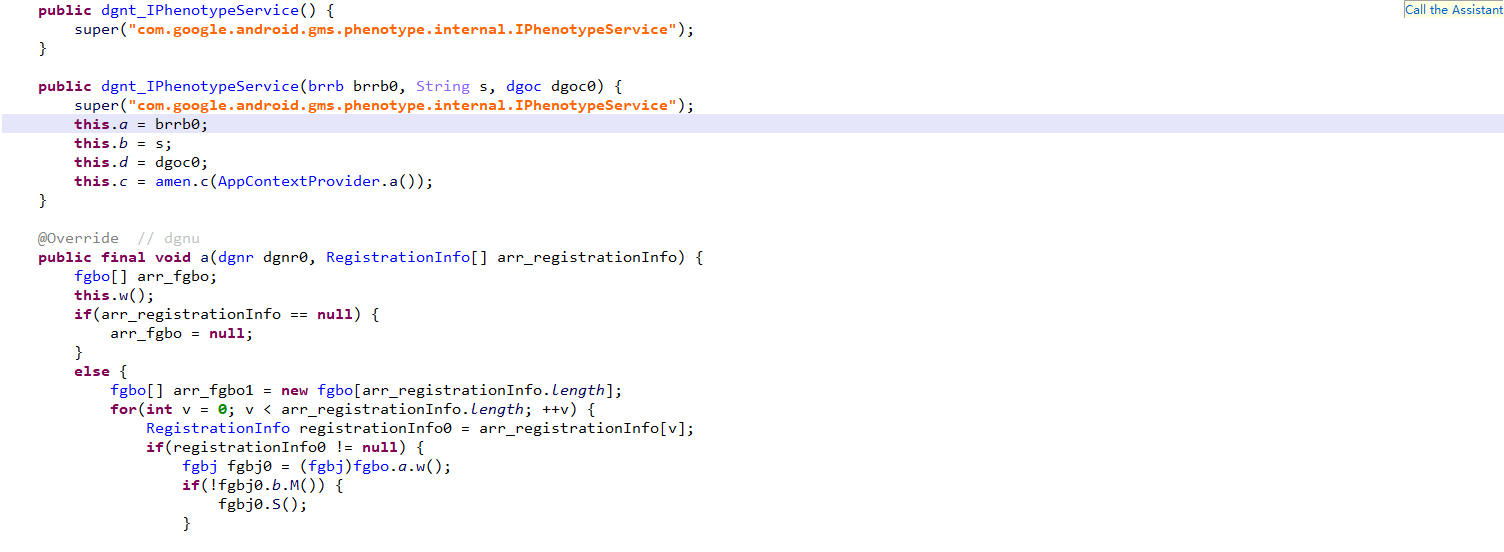 public dgnt_IPhenotypeService() {
Call the Assistant
super("com.google.android.gms.phenotype.internal.IPhenotypeService");
}
public dgnt_IPhenotypeService(brrb brrb0, String s, dgoc dgoc0) {
super("com.google.android.gms.phenotype.internal.IPhenotypeService");
this.a = brrb0;
this.b = s;
this.d = dgoc0;
this.c = amen.c(AppContextProvider.a());
}
@Override  // dgnu
public final void a(dgnr dgnr0, RegistrationInfo[] arr_registrationInfo) {
fgbo[] arr_fgbo;
this.w();
if(arr_registrationInfo == null) {
arr_fgbo = null;
}
else {
fgbo[] arr_fgbo1 = new fgbo[arr_registrationInfo.length];
for(int v = 0; v < arr_registrationInfo.length; ++v) {
RegistrationInfo registrationInfo0 = arr_registrationInfo[v];
if(registrationInfo0 != null) {
fgbj fgbj0 = (fgbj)fgbo.a.w();
if(!fgbj0.b.M()) {
fgbj0.S();
}